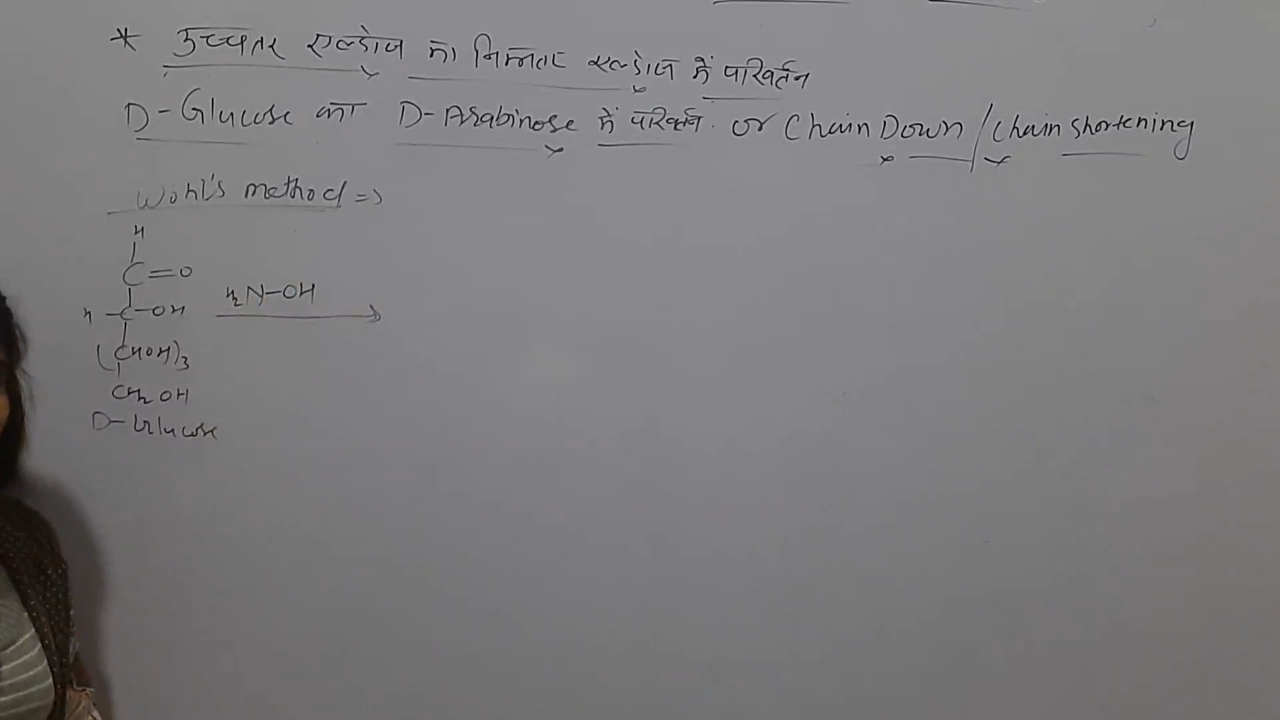 * उच्चतर एल्डोज का निम्नतर एल्डोज में परिवर्तन
D-Glucose का D-Arabinose में परिवर्तन. or Chain Down / Chain Shortening
Wohl's method =>
H
C=O
H-C-OH H2N-OH
(CHOH)3
CH2OH
D-Glucose